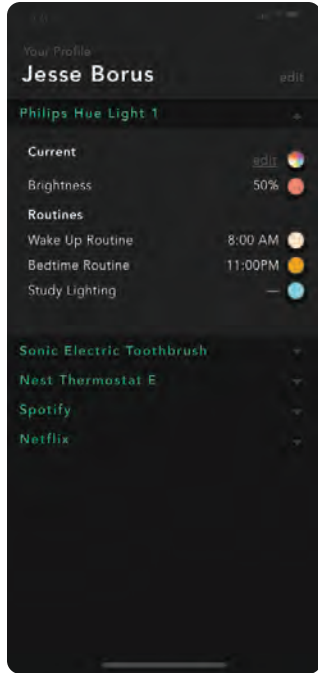 Your Profile
Jesse Borus edit
Philips Hue Light 1
Current edit
Brightness 50%
Routines
Wake Up Routine 8:00 AM
Bedtime Routine 11:00PM
Study Lighting —
Sonic Electric Toothbrush
Nest Thermostat E
Spotify
Netflix